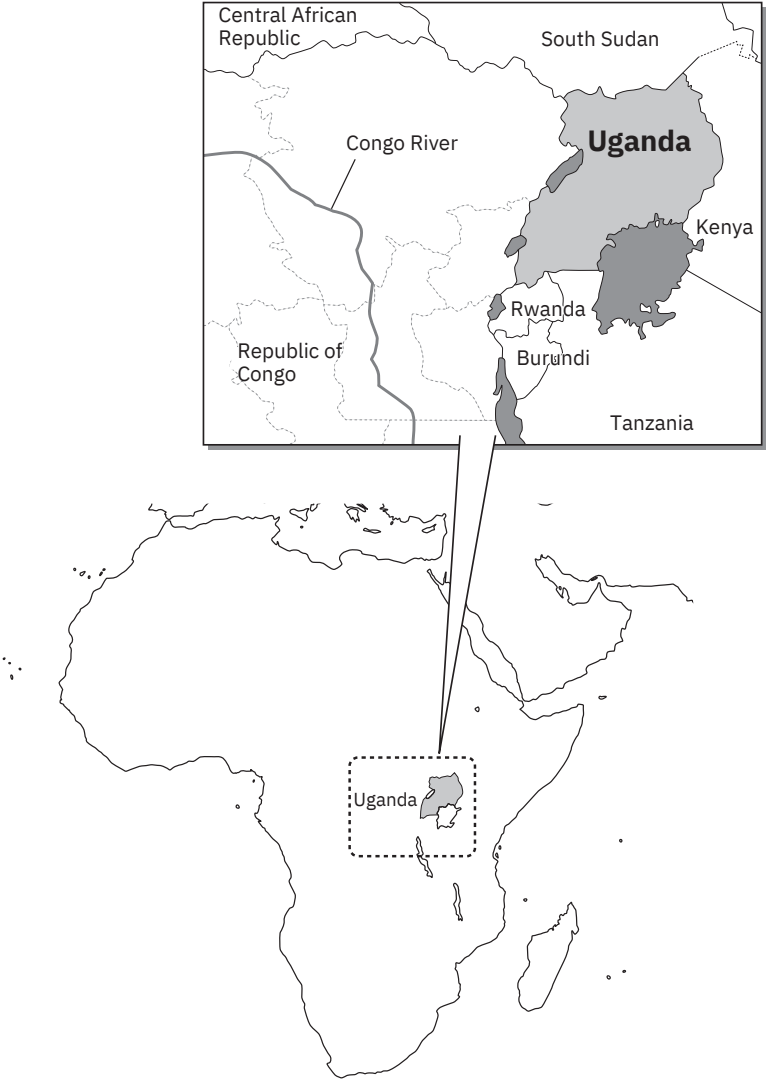 Central African
Republic
South Sudan
Uganda
Congo River
Kenya
Rwanda
Republic of
Congo
Burundi
Tanzania
Uganda